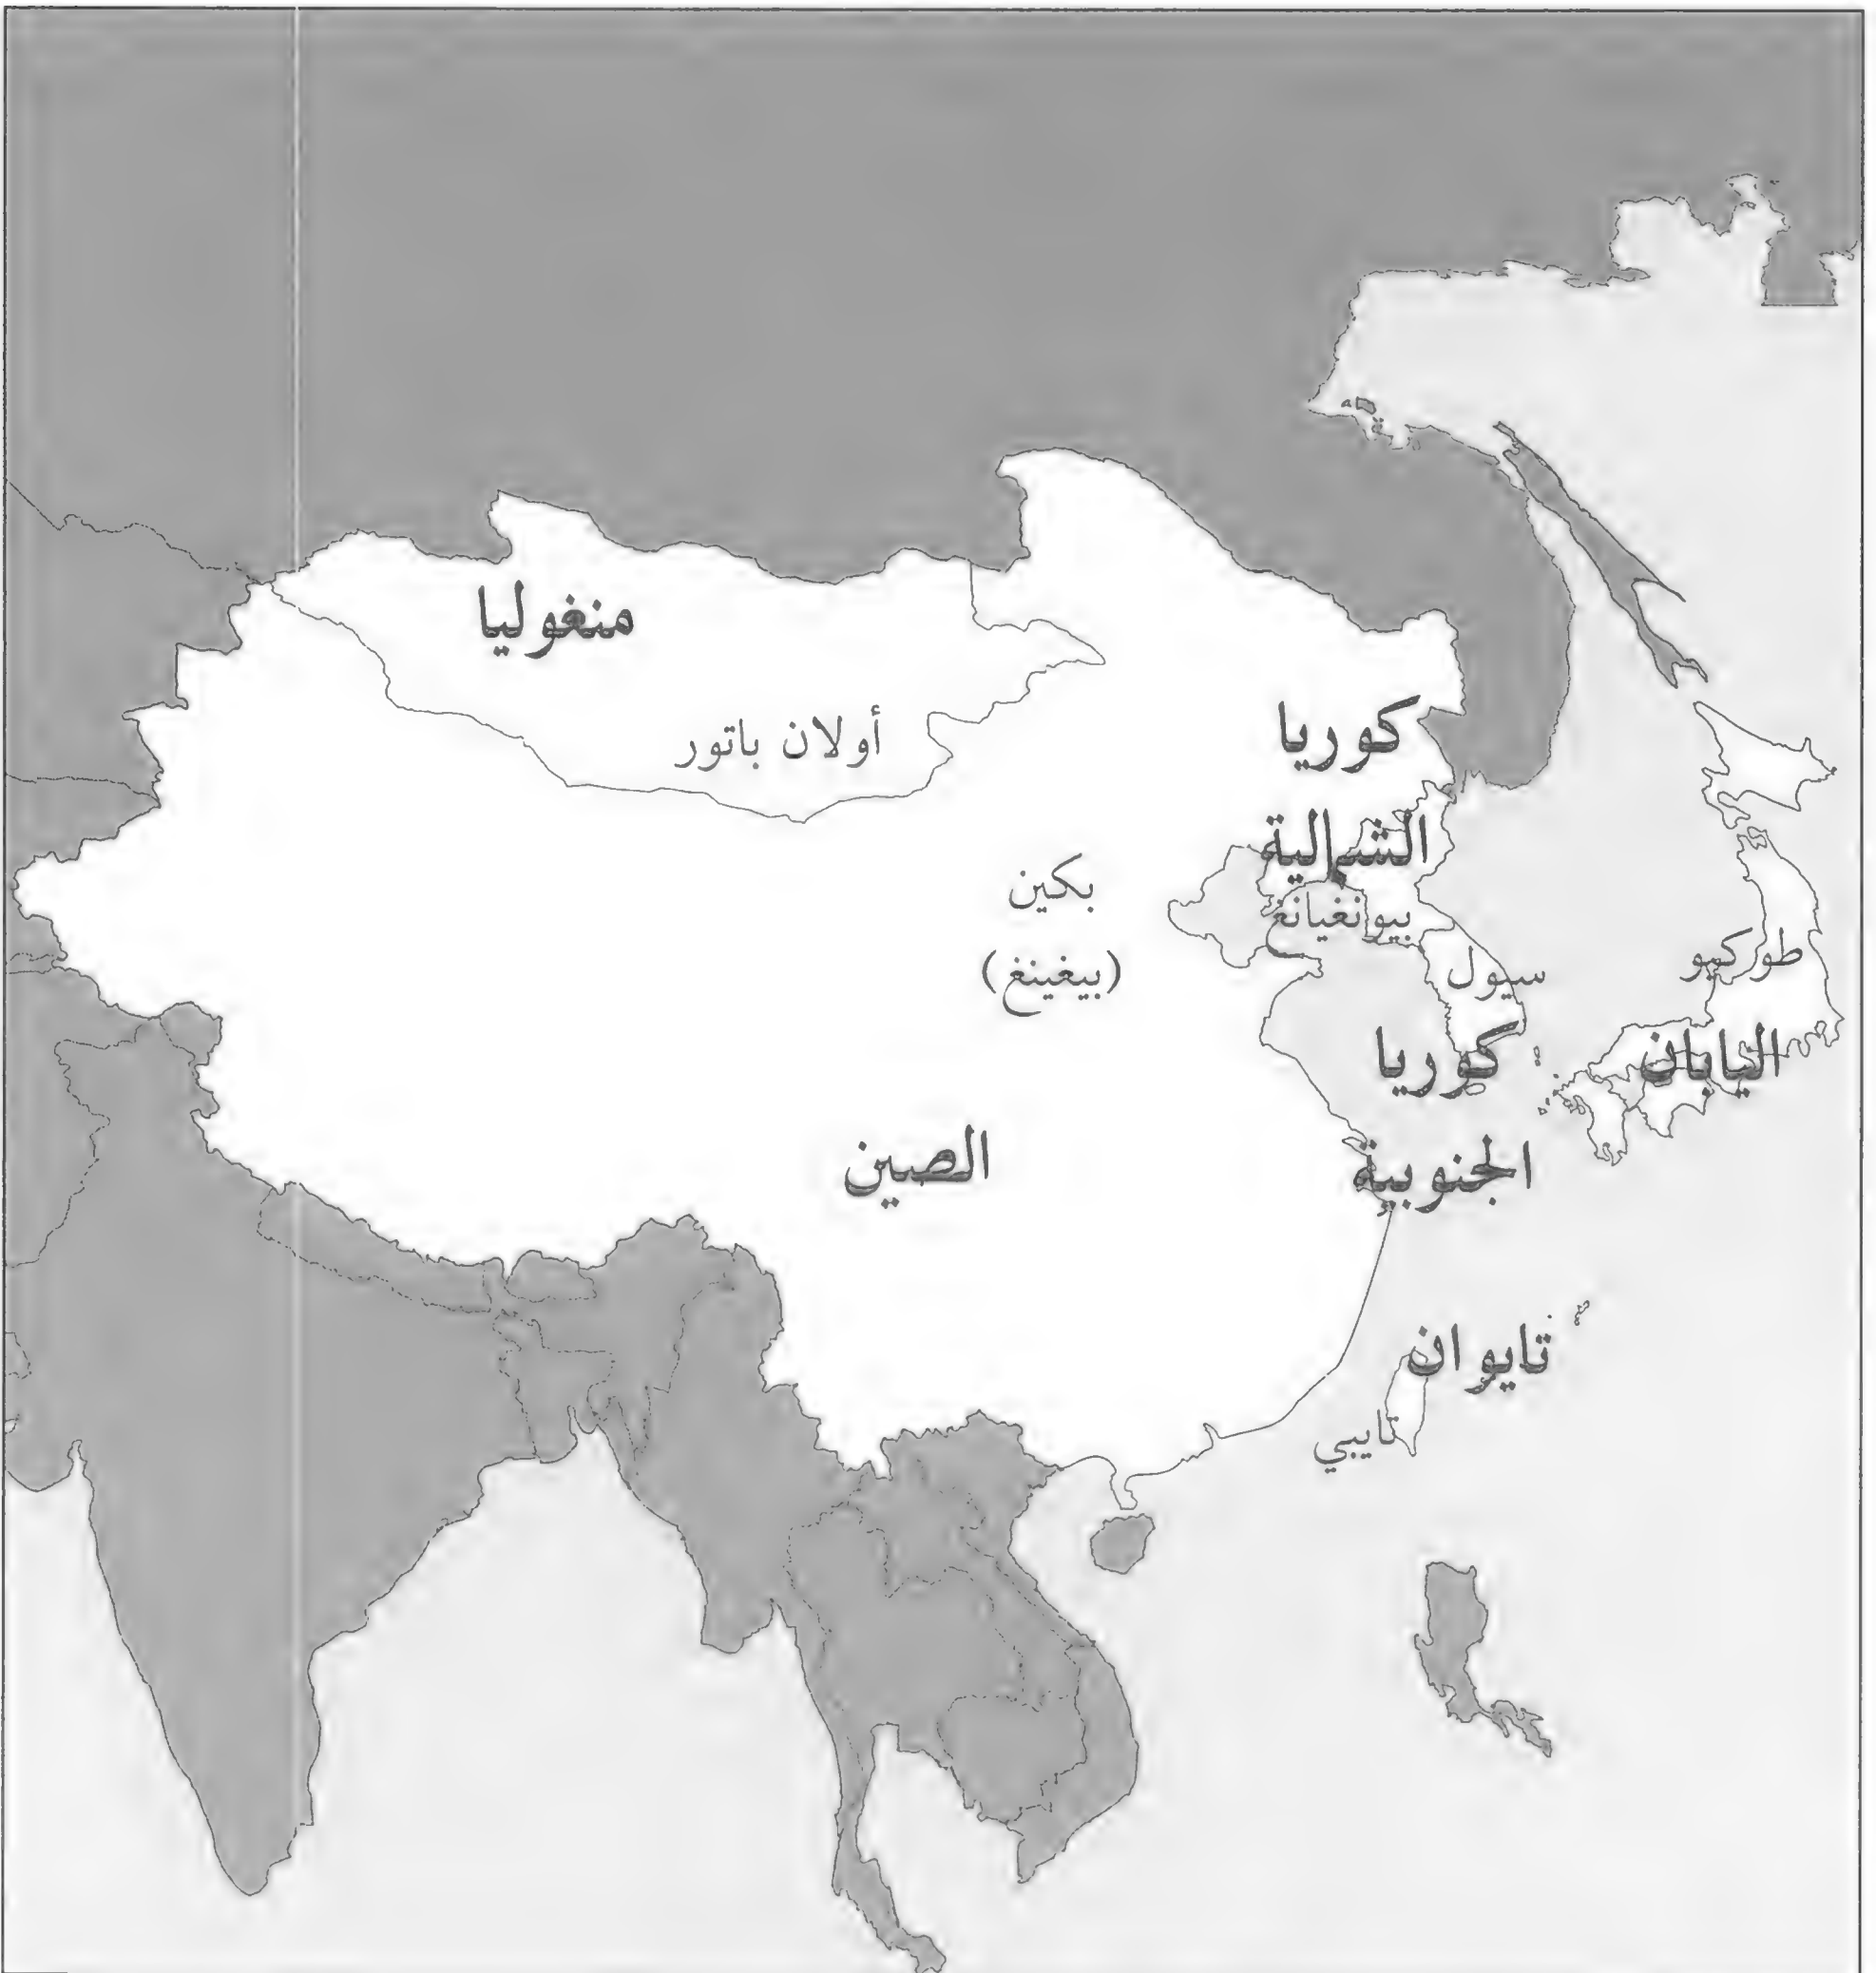 منغوليا
أولان باتور
كوريا
الشمالية
بيونغيانغ
بكين
(بيغينغ)
سيول
طوكيو
كوريا
الجنوبية
اليابان
الصين
تايوان
تايبي